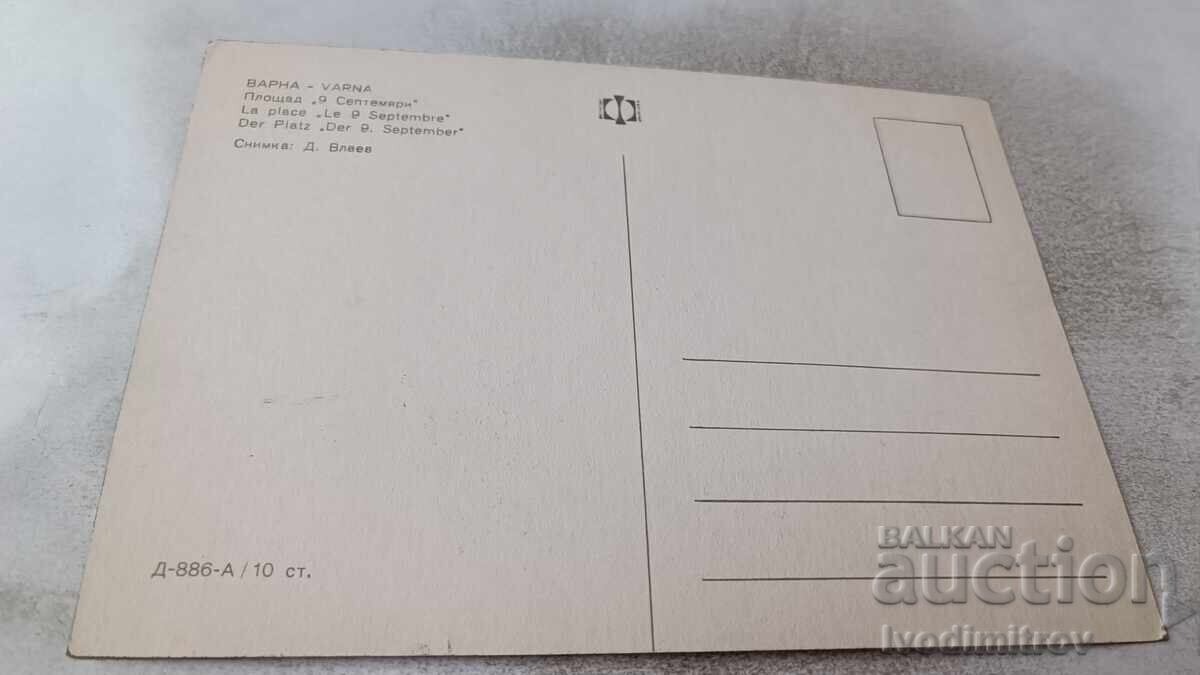 ВАРНА - VARNA
Площад „9 Септември"
La place „Le 9 Septembre"
Der Platz „Der 9. September"
Снимка: Д. Влаев
Д-886-А / 10 ст.
BALKAN
auction
Ivodimitrov